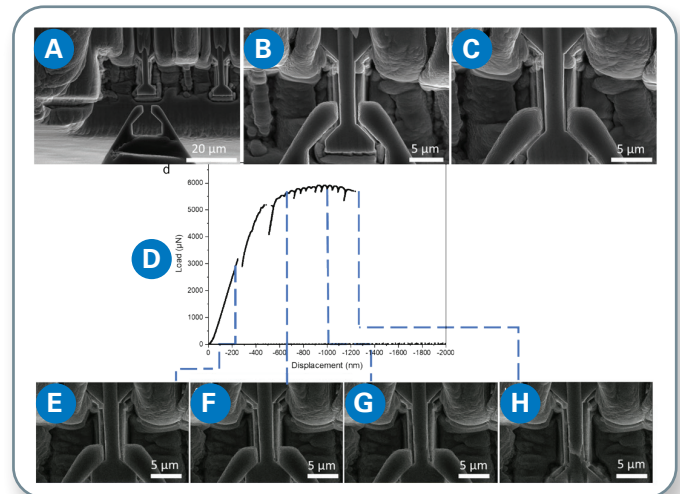 A
B
C
20 µm
5 µm
5 µm
d
D
Load (µN)
6000
5000
4000
3000
2000
1000
0
0 -200 -400 -600 -800 -1000 -1200 -1400 -1600 -1800 -2000
Displacement (nm)
E
F
G
H
5 µm
5 µm
5 µm
5 µm